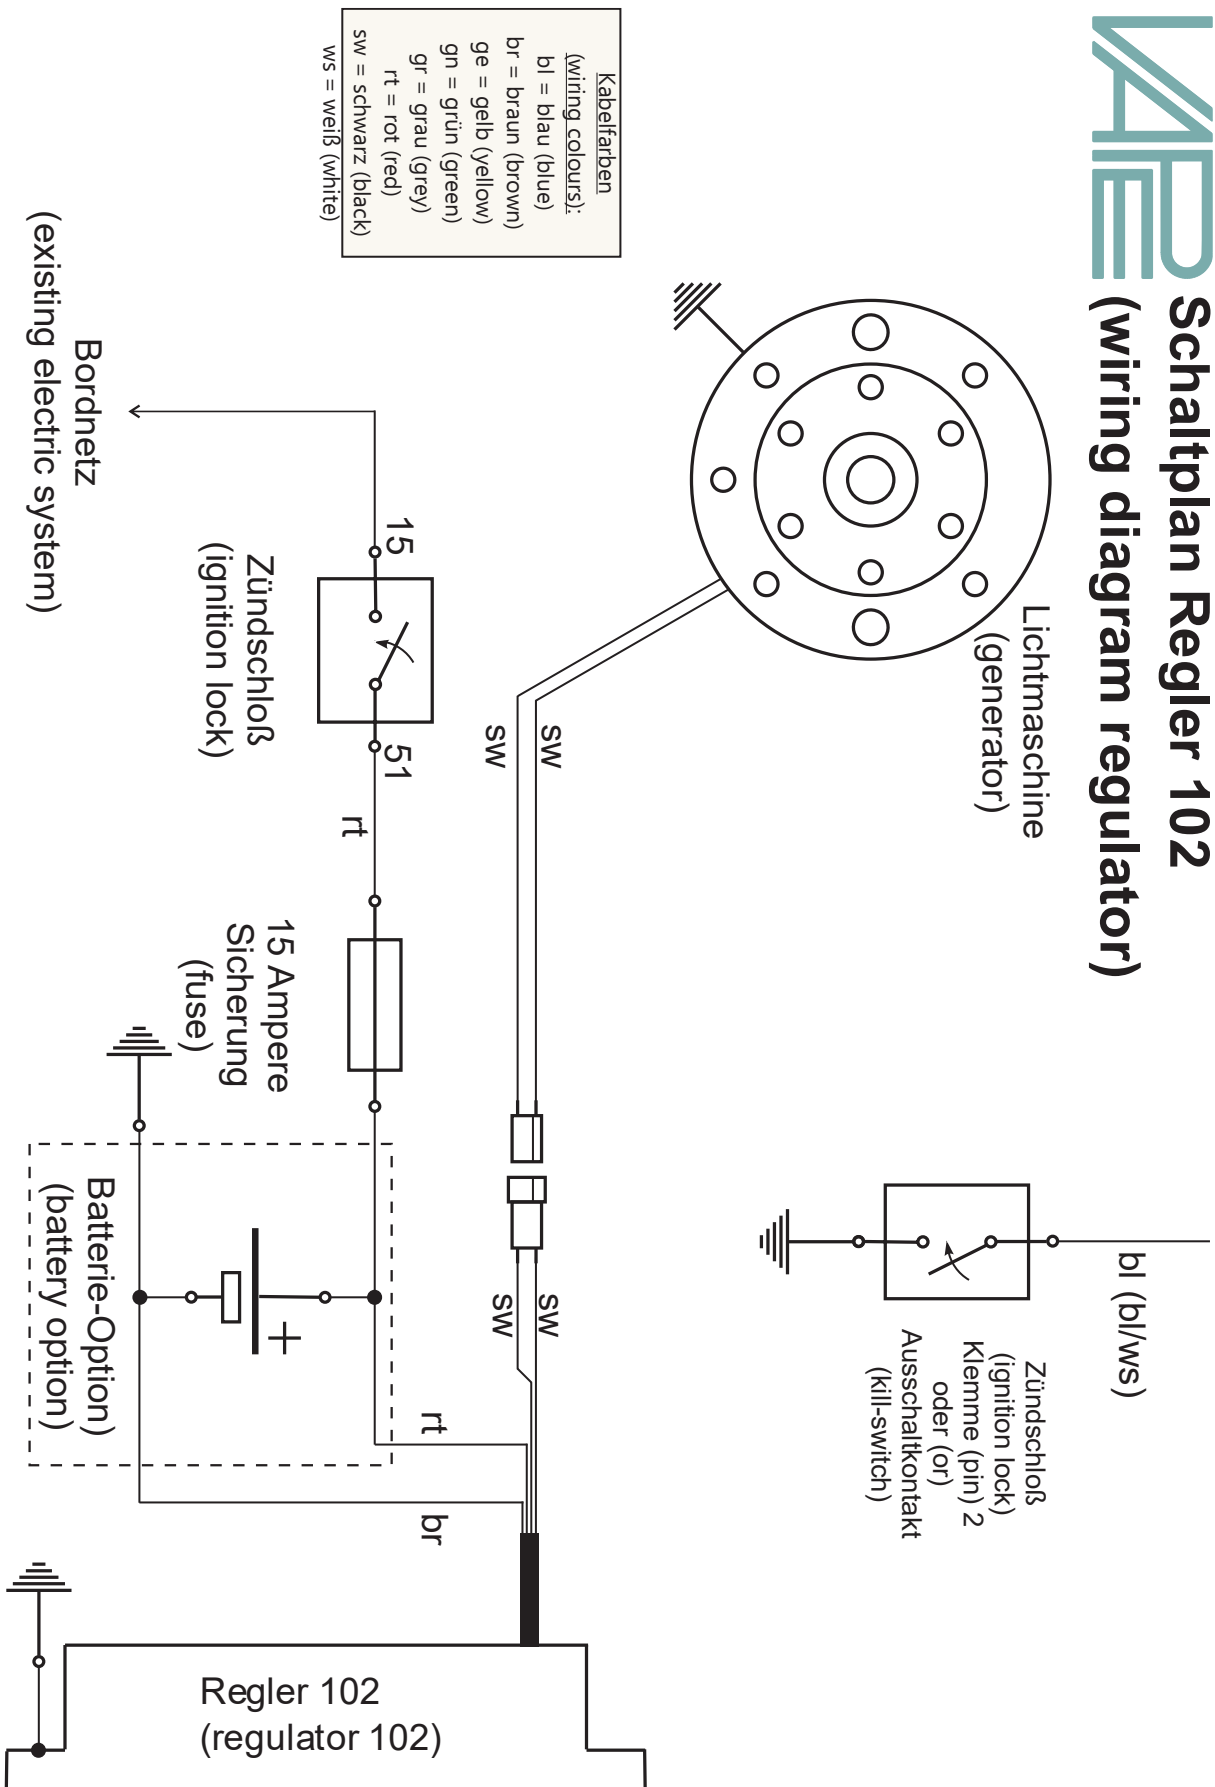 VAPE
Schaltplan Regler 102
(wiring diagram regulator)
Kabelfarben
(wiring colours):
bl = blau (blue)
br = braun (brown)
ge = gelb (yellow)
gn = grün (green)
gr = grau (grey)
rt = rot (red)
sw = schwarz (black)
ws = weiß (white)
Lichtmaschine
(generator)
bl (bl/ws)
Zündschloß
(ignition lock)
Klemme (pin) 2
oder (or)
Ausschaltkontakt
(kill-switch)
sw
sw
sw
sw
15
51
rt
Zündschloß
(ignition lock)
Bordnetz
(existing electric system)
15 Ampere
Sicherung
(fuse)
+
Batterie-Option)
(battery option)
rt
br
Regler 102
(regulator 102)